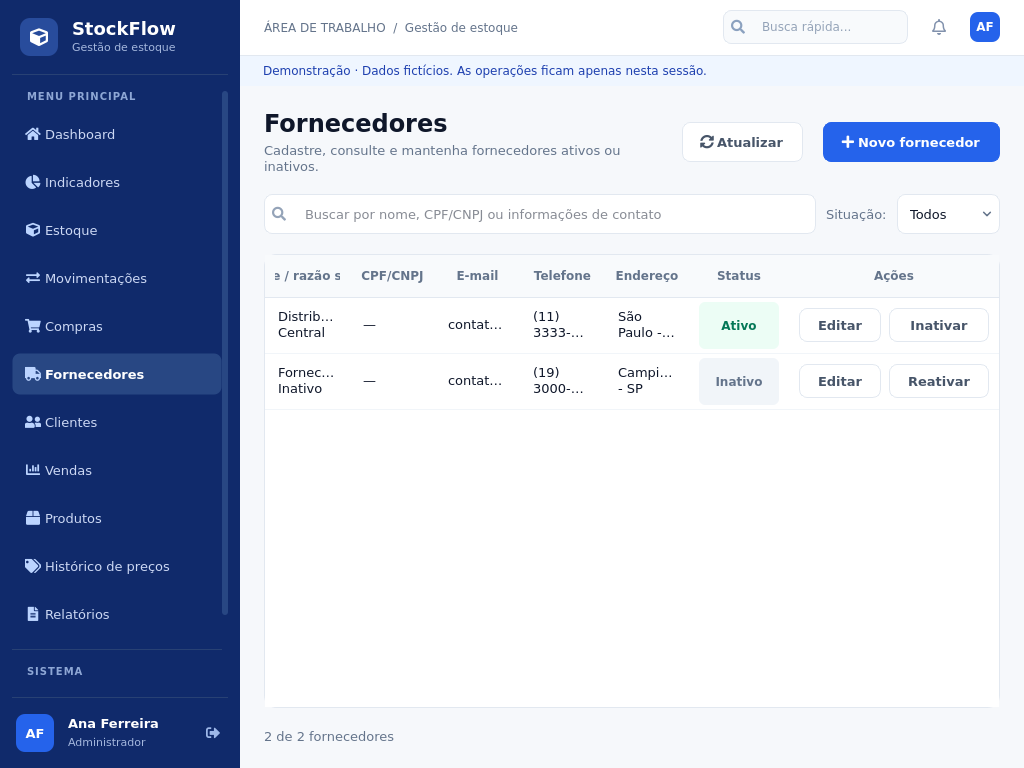 StockFlow
Gestão de estoque
MENU PRINCIPAL
Dashboard
Indicadores
Estoque
Movimentações
Compras
Fornecedores
Clientes
Vendas
Produtos
Histórico de preços
Relatórios
SISTEMA
AF
Ana Ferreira
Administrador
ÁREA DE TRABALHO / Gestão de estoque
Busca rápida...
AF
Demonstração · Dados fictícios. As operações ficam apenas nesta sessão.
Fornecedores
Cadastre, consulte e mantenha fornecedores ativos ou
inativos.
Atualizar
Novo fornecedor
Buscar por nome, CPF/CNPJ ou informações de contato
Situação:
Todos
e / razão s
CPF/CNPJ
E-mail
Telefone
Endereço
Status
Ações
Distrib...
Central
—
contat...
(11)
3333-...
São
Paulo -...
Ativo
Editar
Inativar
Fornec...
Inativo
—
contat...
(19)
3000-...
Campi...
- SP
Inativo
Editar
Reativar
2 de 2 fornecedores